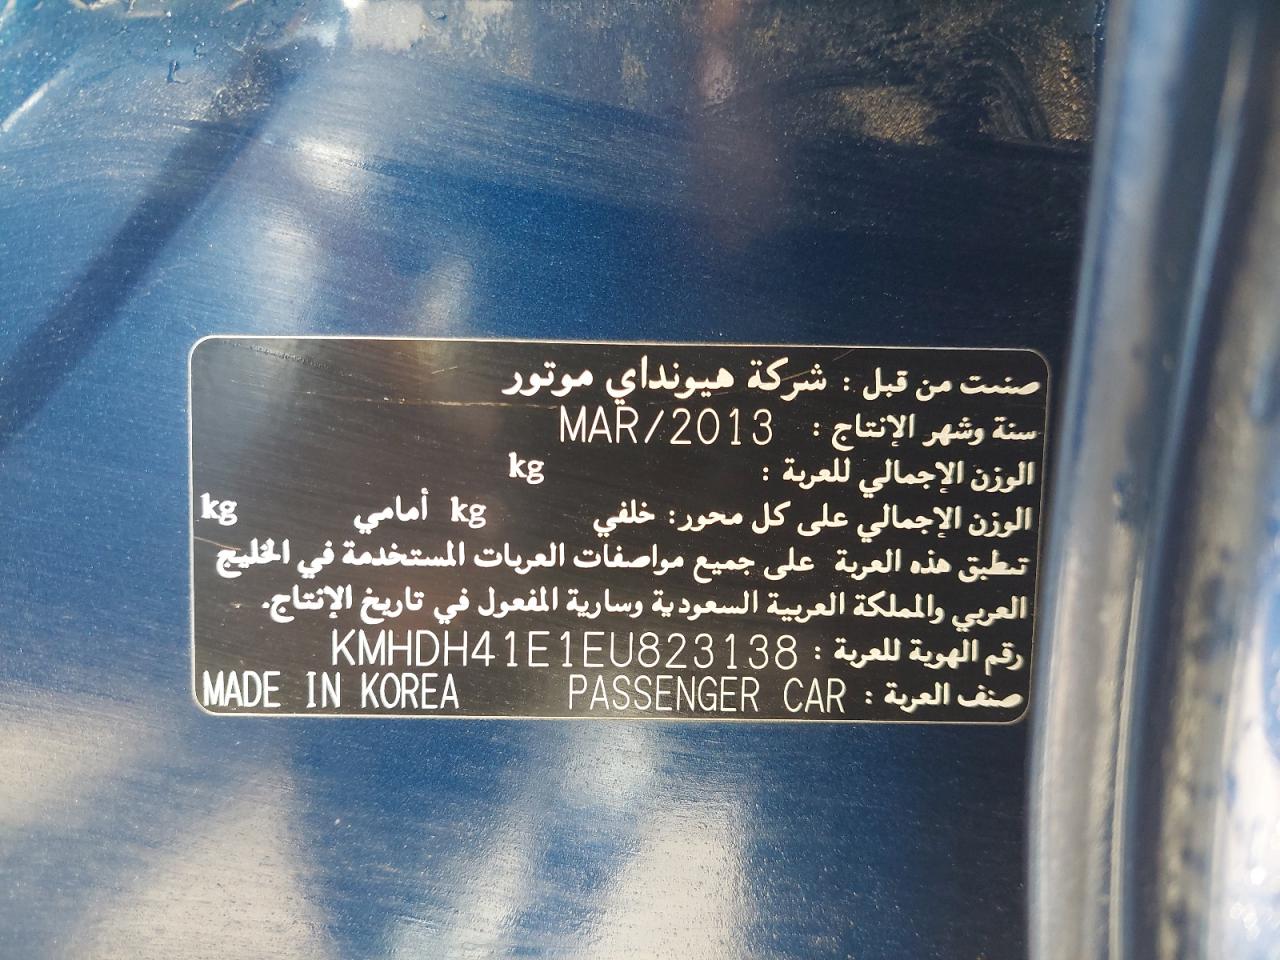 صنعت من قبل : شركة هيونداي موتور
سنة وشهر الإنتاج : MAR/2013
الوزن الإجمالي للعربة : kg
الوزن الإجمالي على كل محور: خلفي kg أمامي kg
تطبق هذه العربة على جميع مواصفات العربات المستخدمة في الخليج
العربي والمملكة العربية السعودية وسارية المفعول في تاريخ الإنتاج.
رقم الهوية للعربة : KMHDH41E1EU823138
صنف العربة : PASSENGER CAR MADE IN KOREA